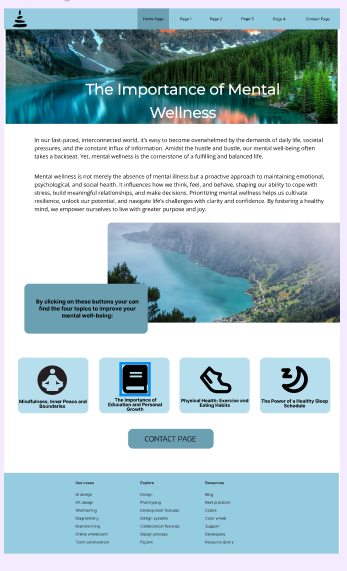 Home Page Page 1 Page 2 Page 3 Page 4 Contact Page
The Importance of Mental
Wellness
In our fast-paced, interconnected world, it's easy to become overwhelmed by the demands of daily life, societal
pressures, and the constant influx of information. Amidst the hustle and bustle, our mental well-being often
takes a backseat. Yet, mental wellness is the cornerstone of a fulfilling and balanced life.
Mental wellness is not merely the absence of mental illness but a proactive approach to maintaining emotional,
psychological, and social health. It influences how we think, feel, and behave, shaping our ability to cope with
stress, build meaningful relationships, and make decisions. Prioritizing mental wellness helps us cultivate
resilience, unlock our potential, and navigate life's challenges with clarity and confidence. By fostering a healthy
mind, we empower ourselves to live with greater purpose and joy.
By clicking on these buttons your can
find the four topics to improve your
mental well-being:
Mindfulness, Inner Peace and
Boundaries
The Importance of
Education and Personal
Growth
Physical Health: Exercise and
Eating Habits
The Power of a Healthy Sleep
Schedule
CONTACT PAGE
Use cases
UI design
UX design
Wireframing
Diagramming
Brainstorming
Online whiteboard
Team collaboration
Explore
Design
Prototyping
Development features
Design systems
Collaboration features
Design process
FigJam
Resources
Blog
Best practices
Colors
Color wheel
Support
Developers
Resource library